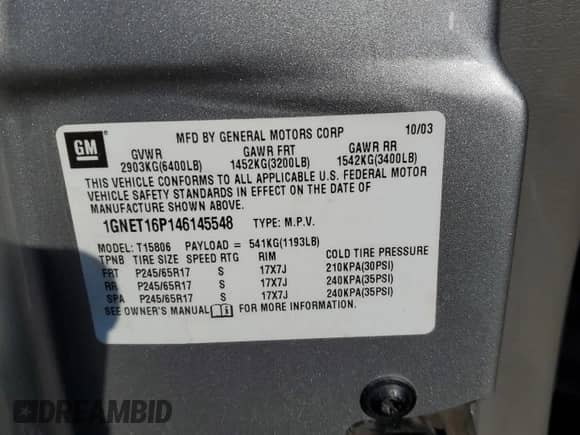 GM
MFD BY GENERAL MOTORS CORP 10/03
GVWR GAWR FRT GAWR RR
2903KG(6400LB) 1452KG(3200LB) 1542KG(3400LB)
THIS VEHICLE CONFORMS TO ALL APPLICABLE U.S. FEDERAL MOTOR
VEHICLE SAFETY STANDARDS IN EFFECT ON THE DATE OF
MANUFACTURE SHOWN ABOVE.
1GNET16P146145548 TYPE: M.P.V.
MODEL: T15806 PAYLOAD = 541KG(1193LB)
TPNB TIRE SIZE SPEED RTG RIM COLD TIRE PRESSURE
FRT P245/65R17 S 17X7J 210KPA(30PSI)
RR P245/65R17 S 17X7J 240KPA(35PSI)
SPA P245/65R17 S 17X7J 240KPA(35PSI)
SEE OWNER'S MANUAL FOR MORE INFORMATION.
DREAMBID